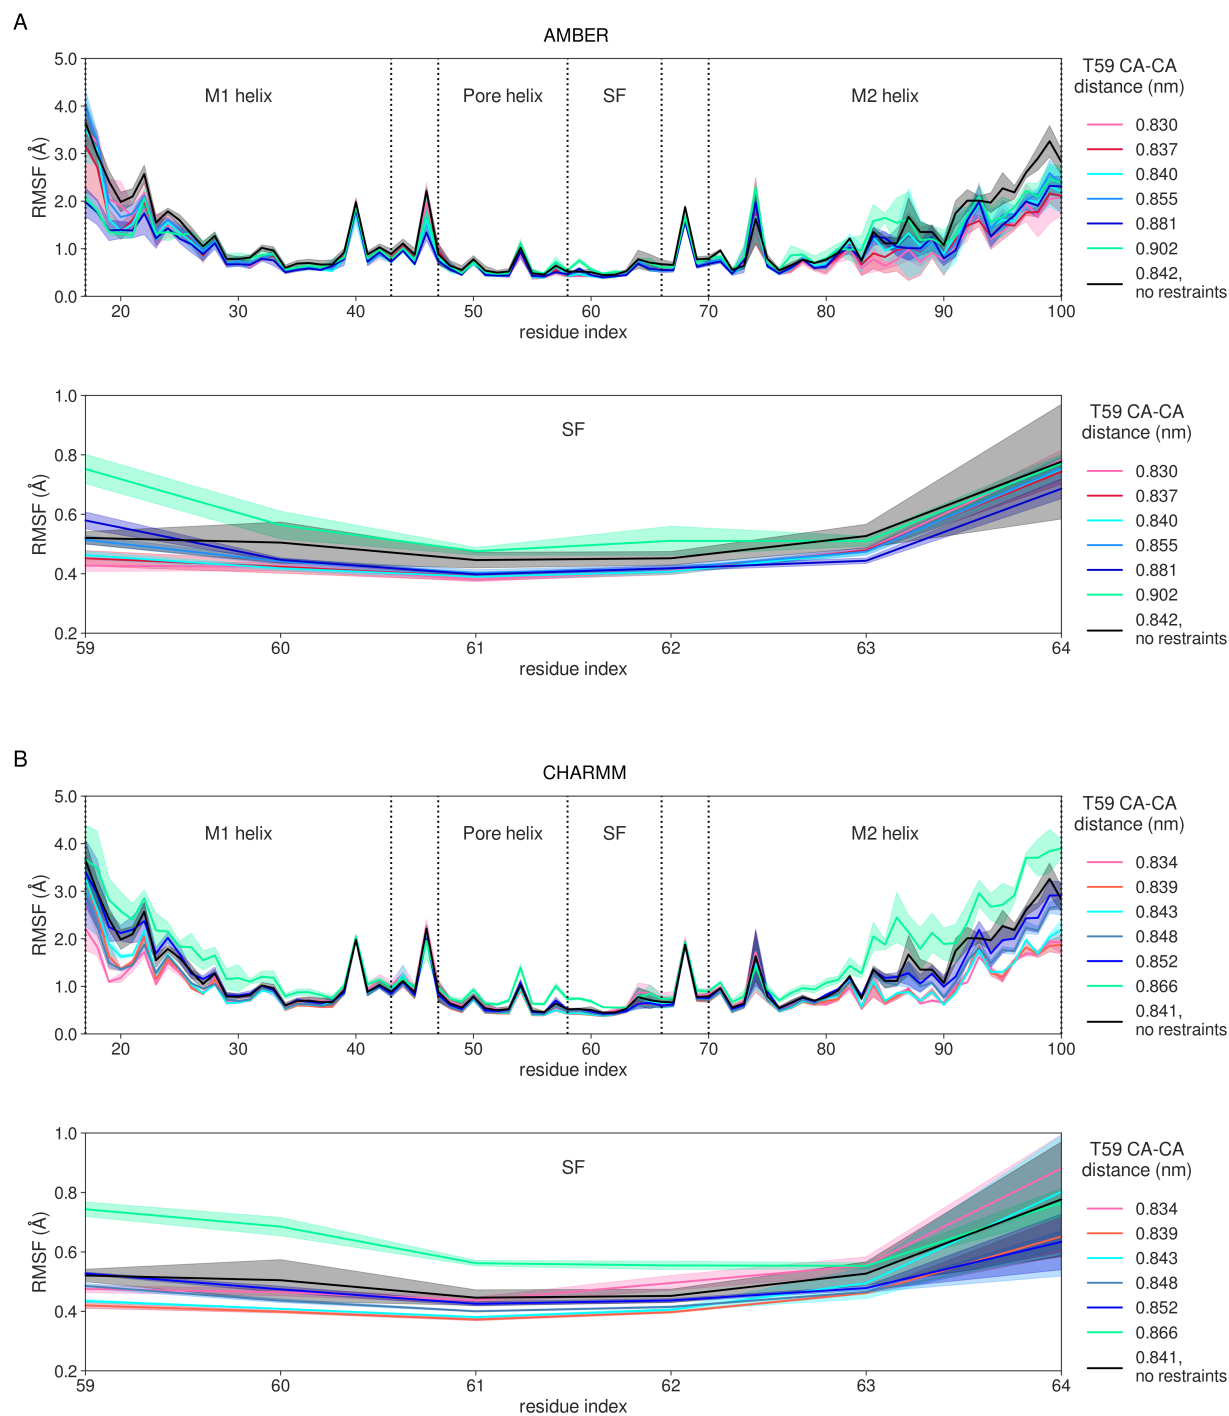 A
AMBER
5.0
4.0
3.0
2.0
1.0
0.0
RMSF (Å)
M1 helix
Pore helix
SF
M2 helix
20 30 40 50 60 70 80 90 100
residue index
T59 CA-CA
distance (nm)
0.830
0.837
0.840
0.855
0.881
0.902
0.842,
no restraints
1.0
0.8
0.6
0.4
0.2
RMSF (Å)
SF
59 60 61 62 63 64
residue index
T59 CA-CA
distance (nm)
0.830
0.837
0.840
0.855
0.881
0.902
0.842,
no restraints
B
CHARMM
5.0
4.0
3.0
2.0
1.0
0.0
RMSF (Å)
M1 helix
Pore helix
SF
M2 helix
20 30 40 50 60 70 80 90 100
residue index
T59 CA-CA
distance (nm)
0.834
0.839
0.843
0.848
0.852
0.866
0.841,
no restraints
1.0
0.8
0.6
0.4
0.2
RMSF (Å)
SF
59 60 61 62 63 64
residue index
T59 CA-CA
distance (nm)
0.834
0.839
0.843
0.848
0.852
0.866
0.841,
no restraints